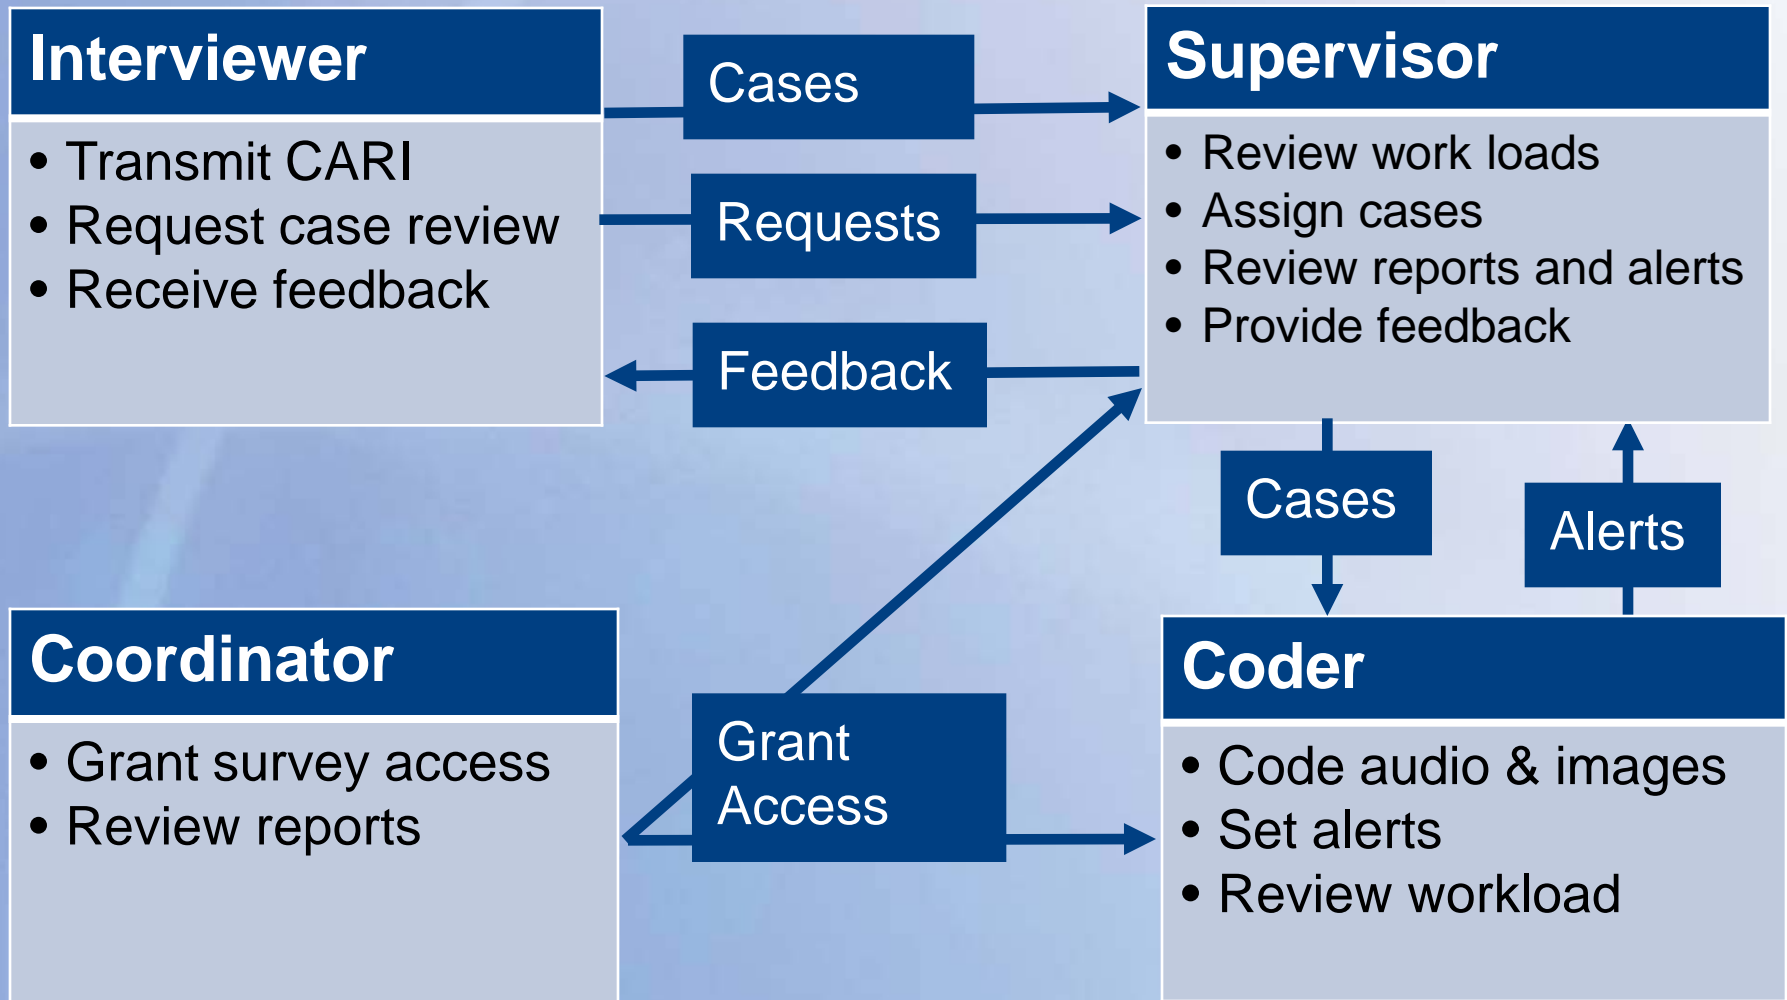 Interviewer
• Transmit CARI
• Request case review
• Receive feedback
Cases
Requests
Feedback
Supervisor
• Review work loads
• Assign cases
• Review reports and alerts
• Provide feedback
Cases
Alerts
Coordinator
• Grant survey access
• Review reports
Grant
Access
Coder
• Code audio & images
• Set alerts
• Review workload